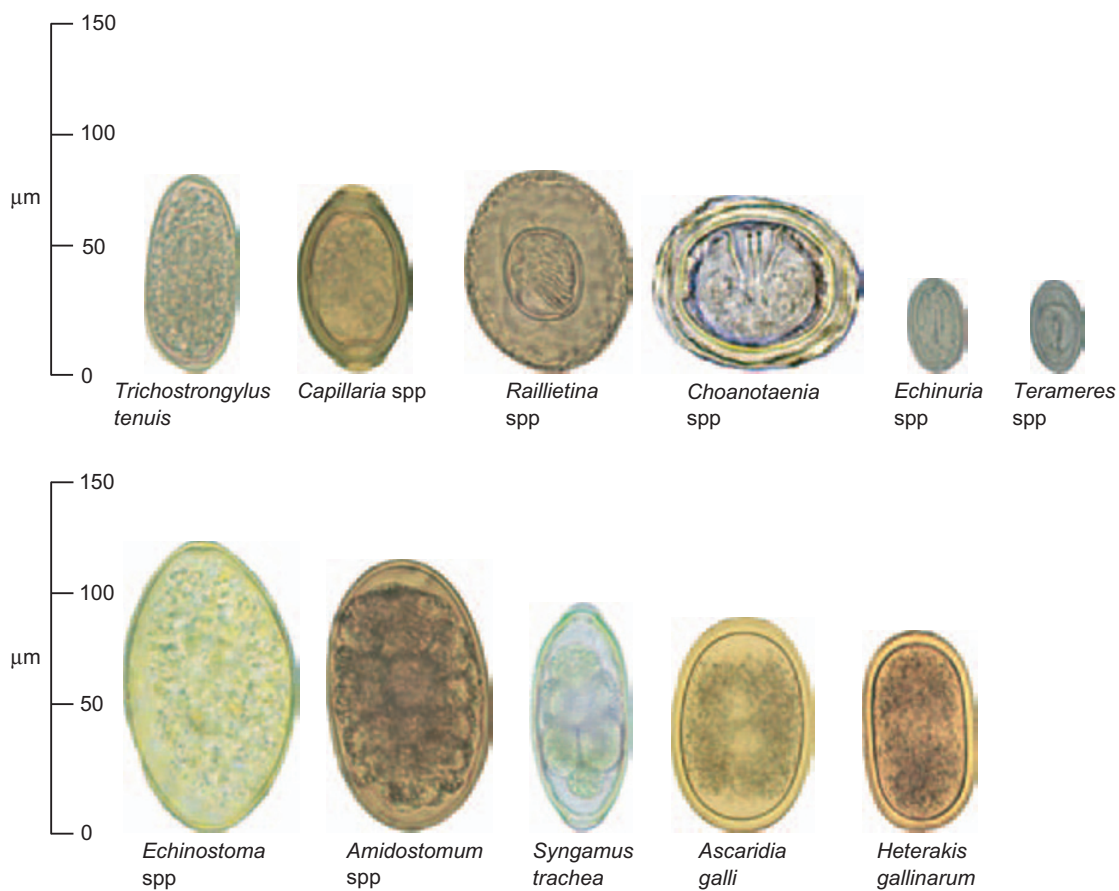 150
100
μm
50
0
Trichostrongylus tenuis
Capillaria spp
Raillietina spp
Choanotaenia spp
Echinuria spp
Terameres spp
150
100
μm
50
0
Echinostoma spp
Amidostomum spp
Syngamus trachea
Ascaridia galli
Heterakis gallinarum